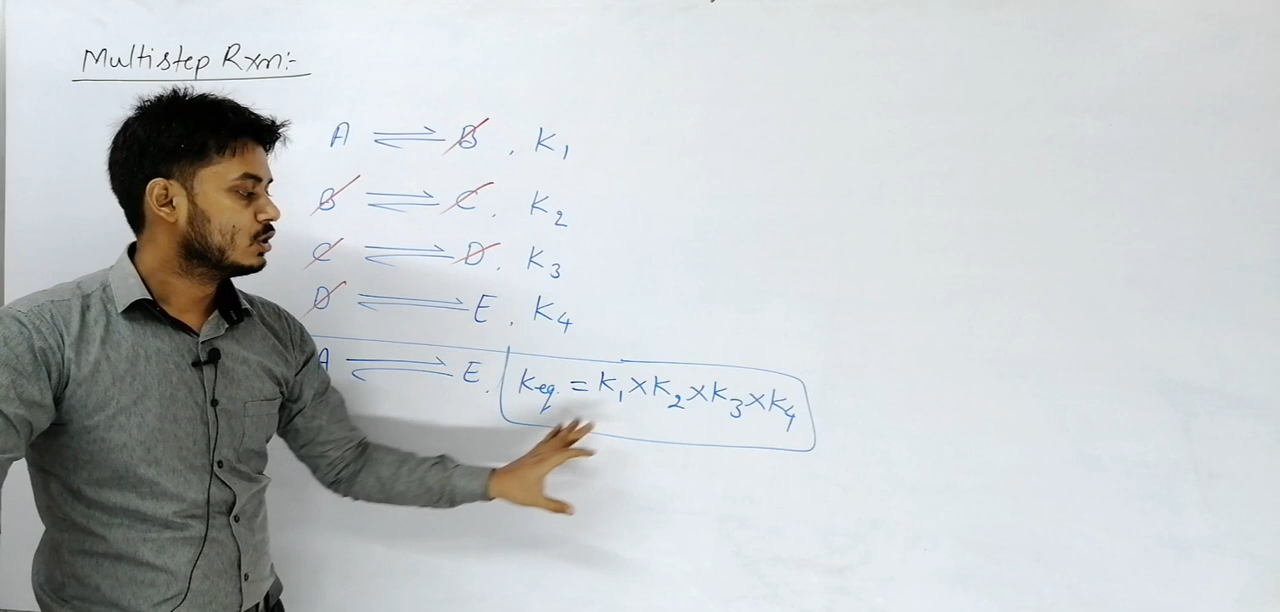 Multistep Rxn:-
A ⇌ B, K₁
B ⇌ C, K₂
C ⇌ D, K₃
D ⇌ E, K₄
A ⇌ E, Keq. = K₁ × K₂ × K₃ × K₄